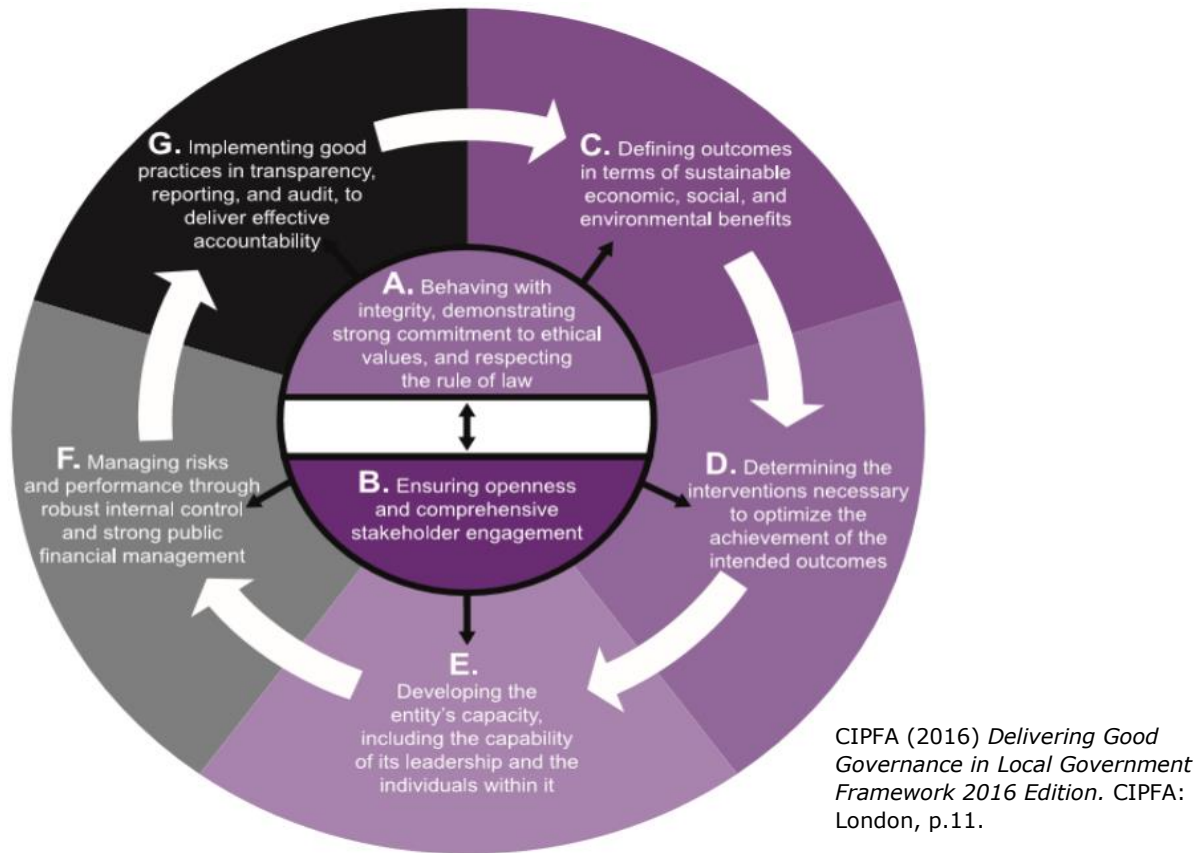 G. Implementing good
practices in transparency,
reporting, and audit, to
deliver effective
accountability
C. Defining outcomes
in terms of sustainable
economic, social, and
environmental benefits
A. Behaving with
integrity, demonstrating
strong commitment to ethical
values, and respecting
the rule of law
F. Managing risks
and performance through
robust internal control
and strong public
financial management
B. Ensuring openness
and comprehensive
stakeholder engagement
D. Determining the
interventions necessary
to optimize the
achievement of the
intended outcomes
E.
Developing the
entity's capacity,
including the capability
of its leadership and the
individuals within it
CIPFA (2016) Delivering Good
Governance in Local Government
Framework 2016 Edition. CIPFA:
London, p.11.